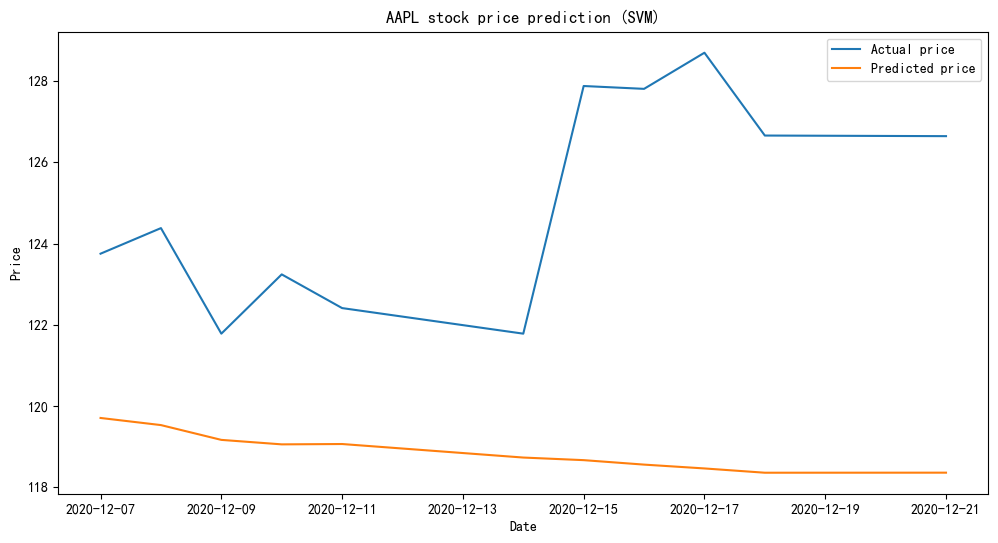 AAPL stock price prediction (SVM)
Actual price
Predicted price
128
126
124
122
120
118
Price
2020-12-07 2020-12-09 2020-12-11 2020-12-13 2020-12-15 2020-12-17 2020-12-19 2020-12-21
Date